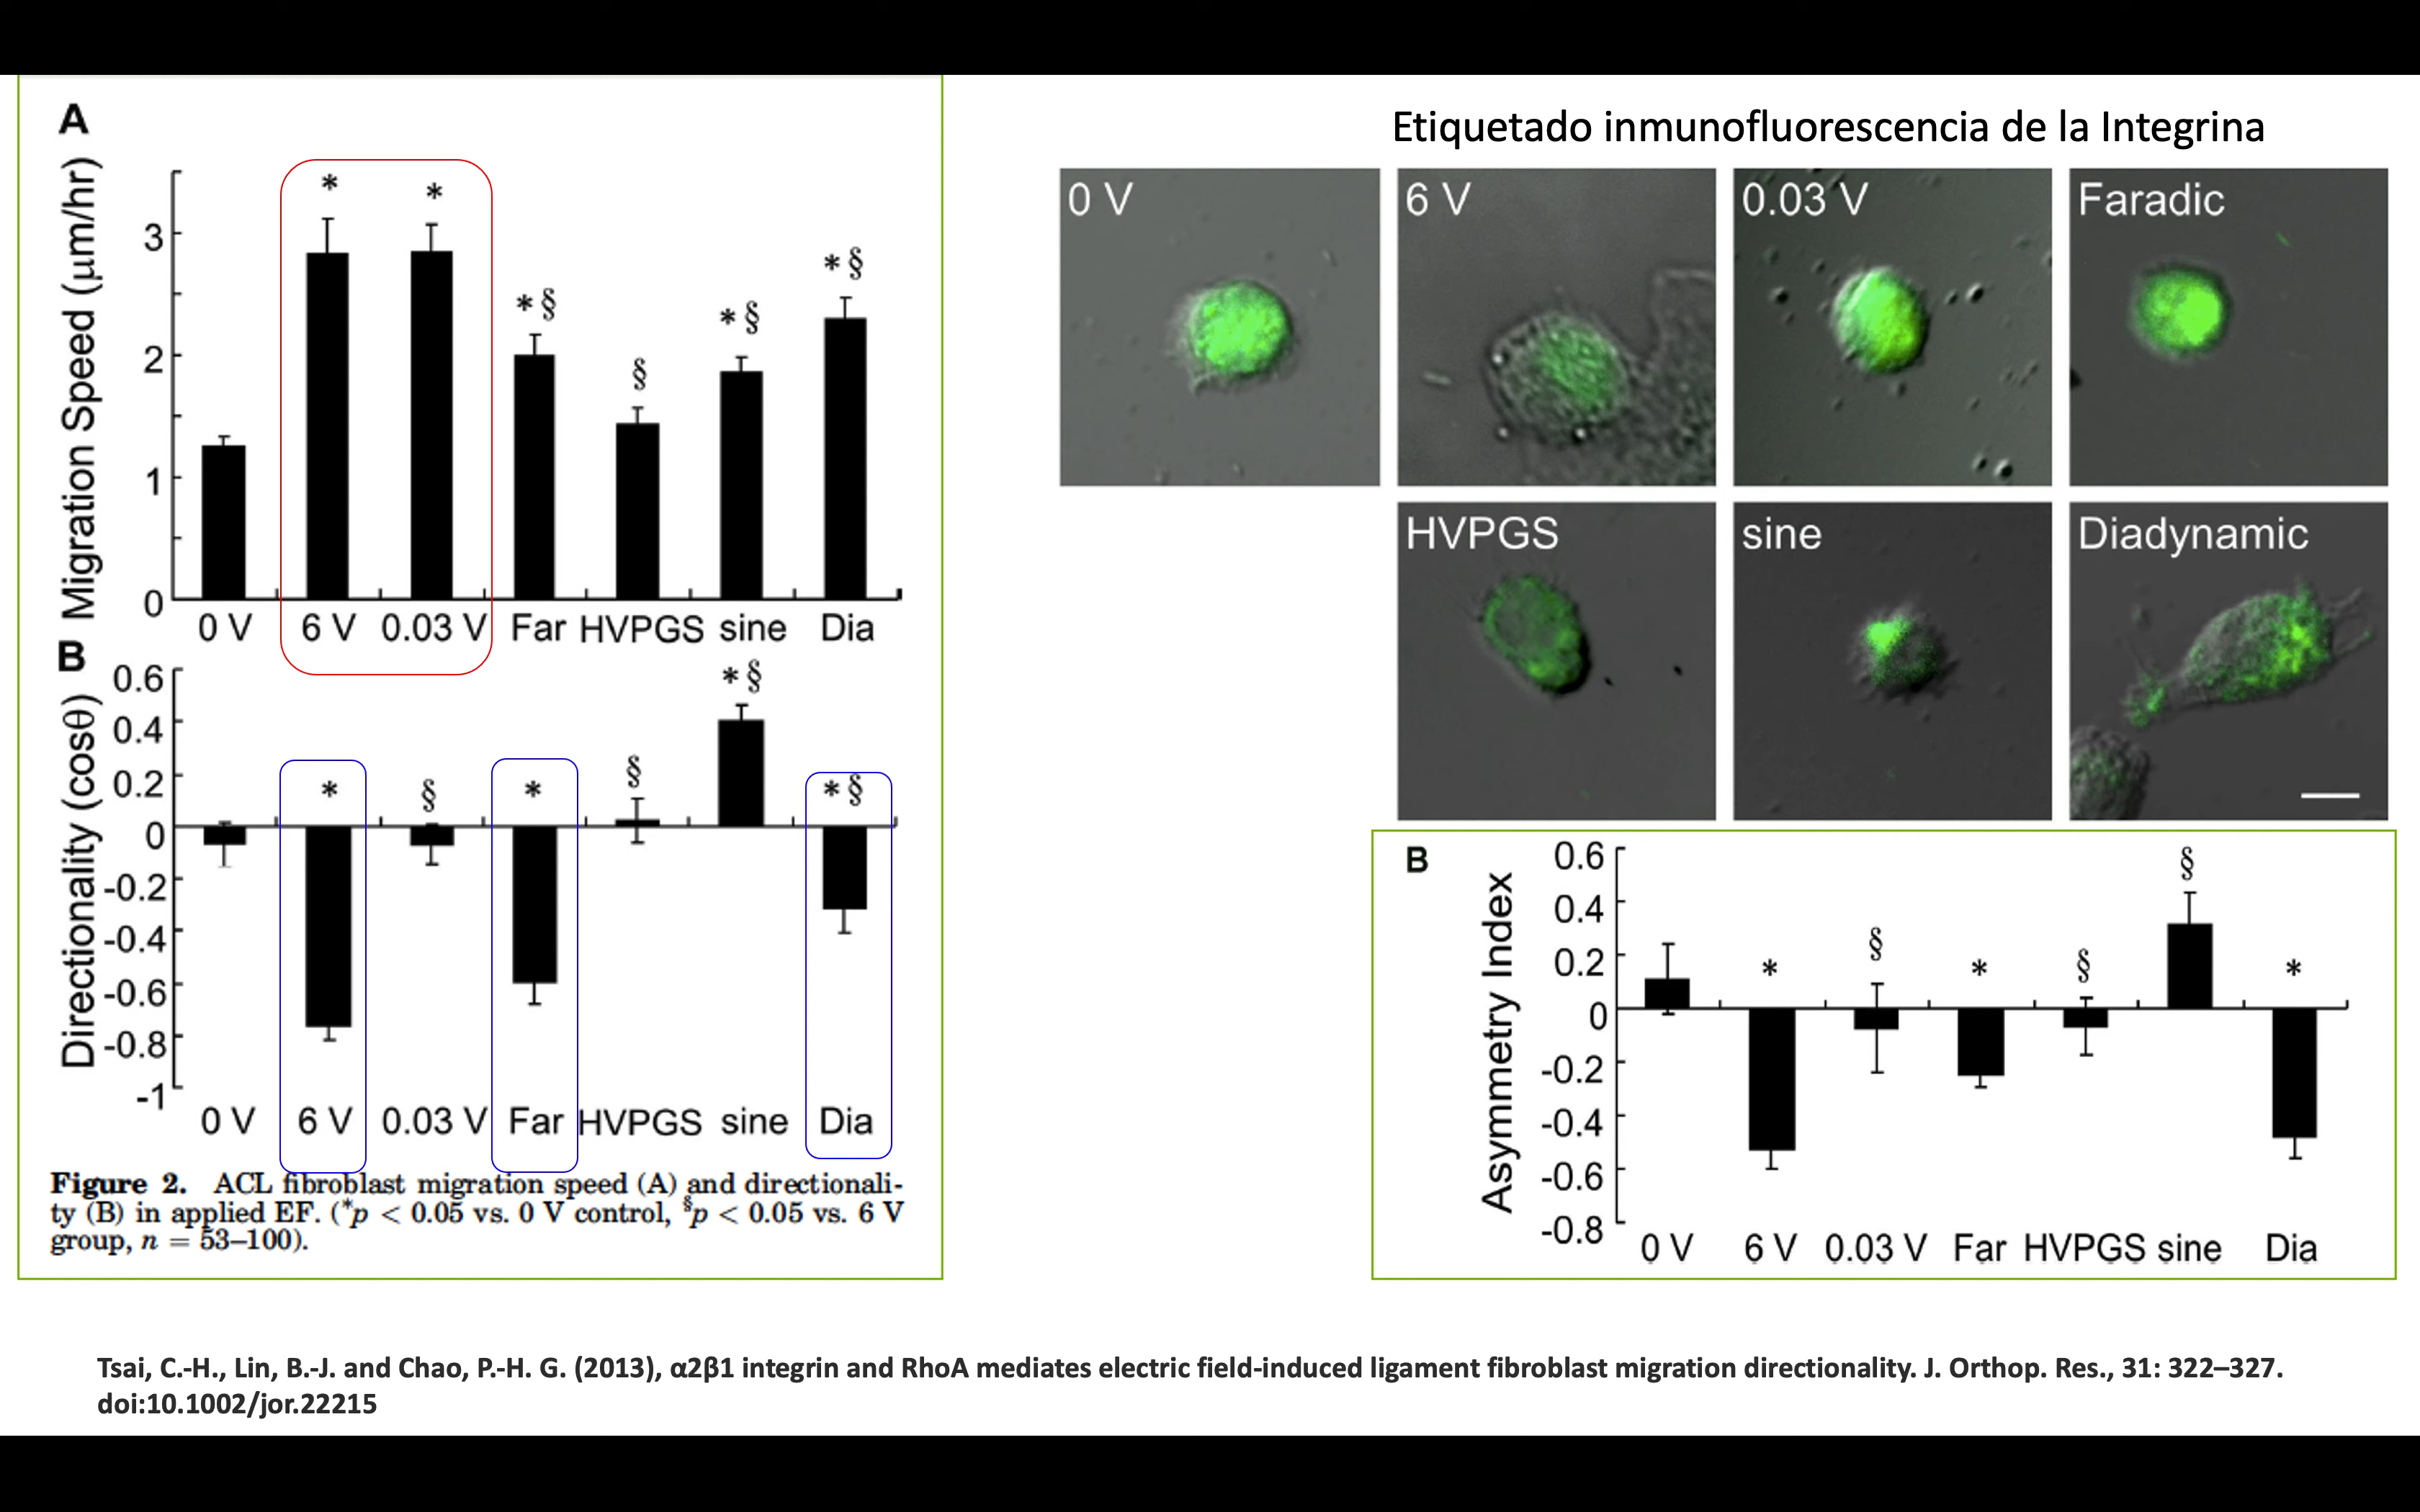 A
Migration Speed (μm/hr)
3
2
1
0
*
*
* §
§
* §
* §
0 V 6 V 0.03 V Far HVPGS sine Dia
B
Directionality (cosθ)
0.6
0.4
0.2
0
-0.2
-0.4
-0.6
-0.8
-1
*
§
*
§
* §
* §
0 V 6 V 0.03 V Far HVPGS sine Dia
Figure 2. ACL fibroblast migration speed (A) and directionali-
ty (B) in applied EF. (*p < 0.05 vs. 0 V control, §p < 0.05 vs. 6 V
group, n = 53–100).
Etiquetado inmunofluorescencia de la Integrina
0 V
6 V
0.03 V
Faradic
HVPGS
sine
Diadynamic
B
Asymmetry Index
0.6
0.4
0.2
0
-0.2
-0.4
-0.6
-0.8
*
§
*
§
§
*
0 V 6 V 0.03 V Far HVPGS sine Dia
Tsai, C.-H., Lin, B.-J. and Chao, P.-H. G. (2013), α2β1 integrin and RhoA mediates electric field-induced ligament fibroblast migration directionality. J. Orthop. Res., 31: 322–327.
doi:10.1002/jor.22215